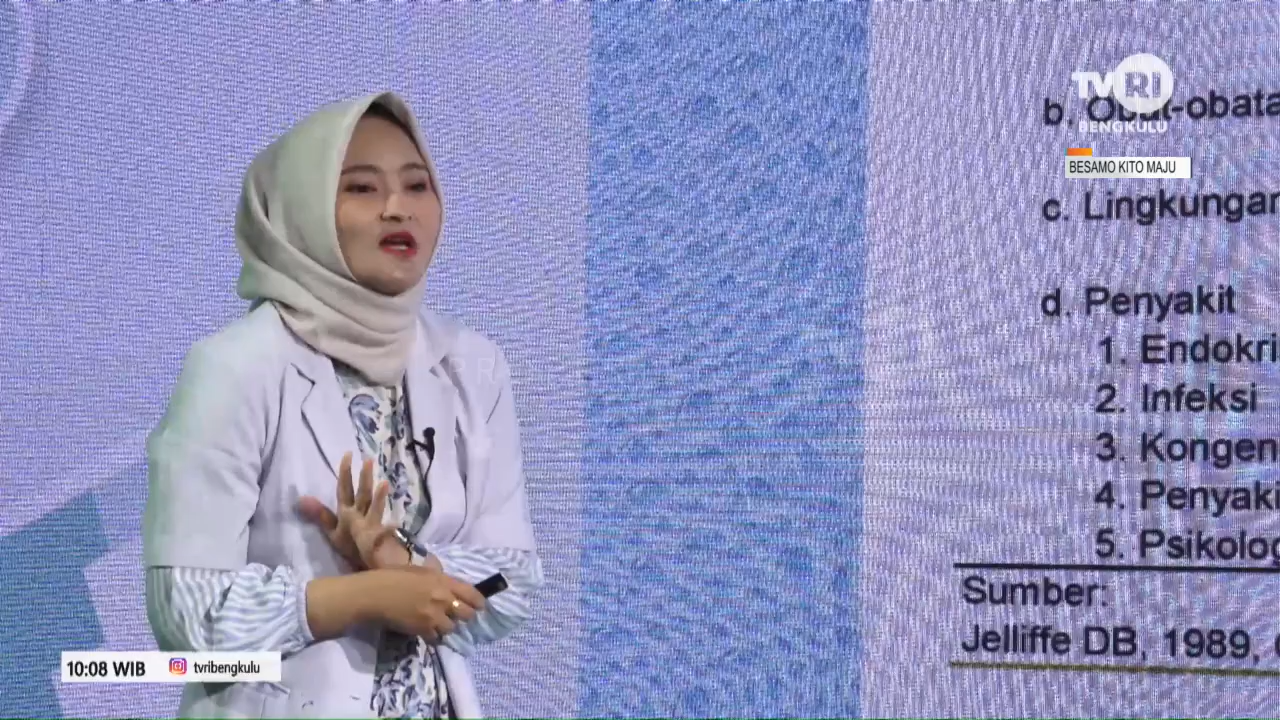 TVRI
BENGKULU
BESAMO KITO MAJU
b. Obat-obata
c. Lingkungan
d. Penyakit
1. Endokri
2. Infeksi
3. Kongen
4. Penyaki
5. Psikolog
Sumber:
Jelliffe DB, 1989,
10:08 WIB
tvribengkulu